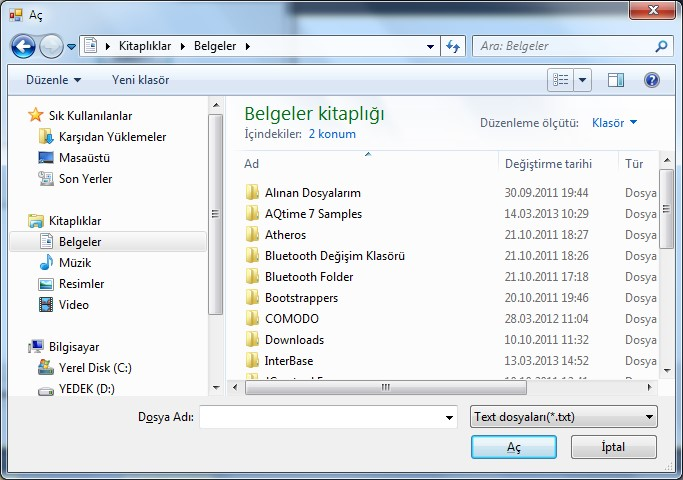 Aç
Kitaplıklar Belgeler
Ara: Belgeler
Düzenle Yeni klasör
Sık Kullanılanlar
Karşıdan Yüklemeler
Masaüstü
Son Yerler
Kitaplıklar
Belgeler
Müzik
Resimler
Video
Bilgisayar
Yerel Disk (C:)
YEDEK (D:)
Belgeler kitaplığı
İçindekiler: 2 konum
Düzenleme ölçütü: Klasör
Ad Değiştirme tarihi Tür
Alınan Dosyalarım 30.09.2011 19:44 Dosya
AQtime 7 Samples 14.03.2013 10:29 Dosya
Atheros 21.10.2011 18:27 Dosya
Bluetooth Değişim Klasörü 21.10.2011 18:26 Dosya
Bluetooth Folder 21.10.2011 17:18 Dosya
Bootstrappers 20.10.2011 19:46 Dosya
COMODO 28.03.2012 11:04 Dosya
Downloads 10.10.2011 11:32 Dosya
InterBase 13.03.2013 14:52 Dosya
Dosya Adı:
Text dosyaları(*.txt)
Aç İptal